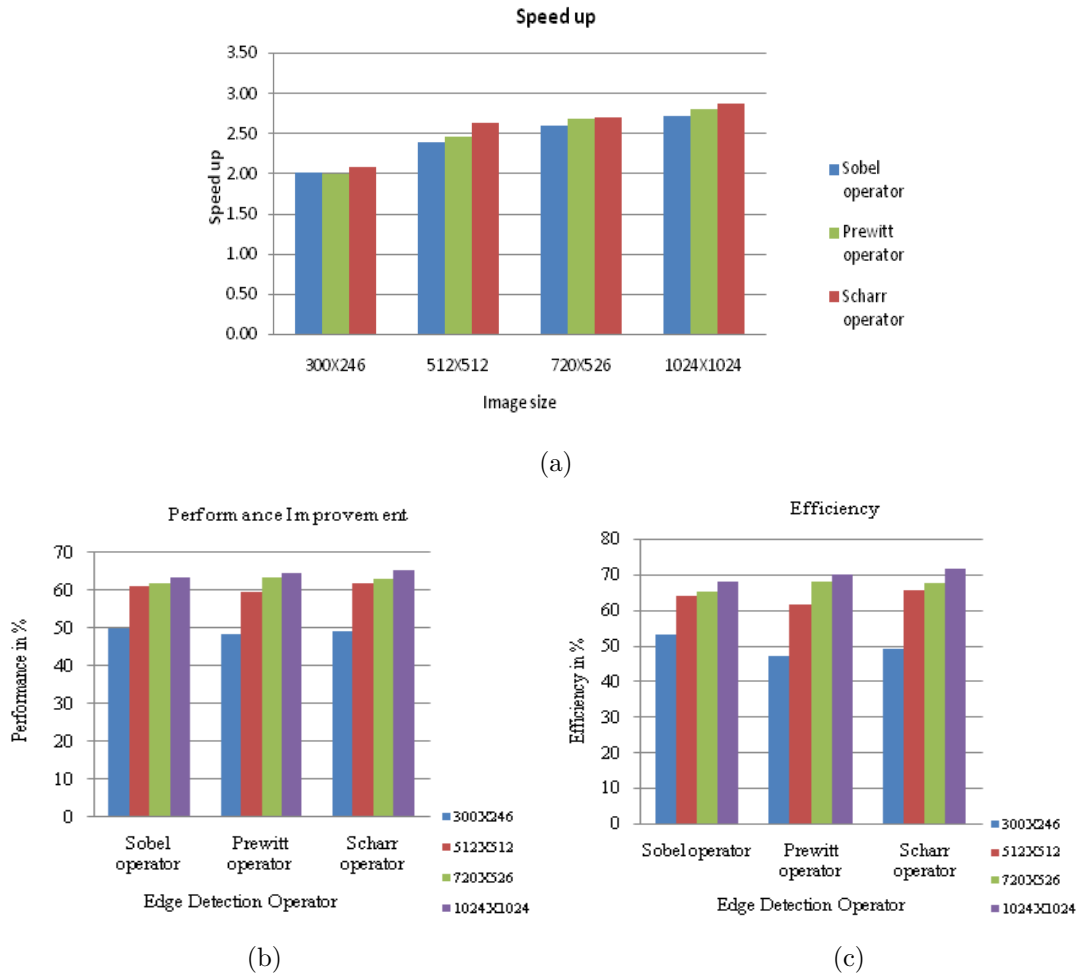 Speed up
3.50
3.00
2.50
2.00
1.50
1.00
0.50
0.00
Speed up
300X246 512X512 720X526 1024X1024
Image size
Sobel
operator
Prewitt
operator
Scharr
operator
(a)
Performance Improvement
70
60
50
40
30
20
10
0
Performance in %
Sobel Prewitt Scharr
operator operator operator
Edge Detection Operator
300X246
512X512
720X526
1024X1024
(b)
Efficiency
80
70
60
50
40
30
20
10
0
Efficiency in %
Sobel operator Prewitt Scharr
operator operator
Edge Detection Operator
300X246
512X512
720X526
1024X1024
(c)